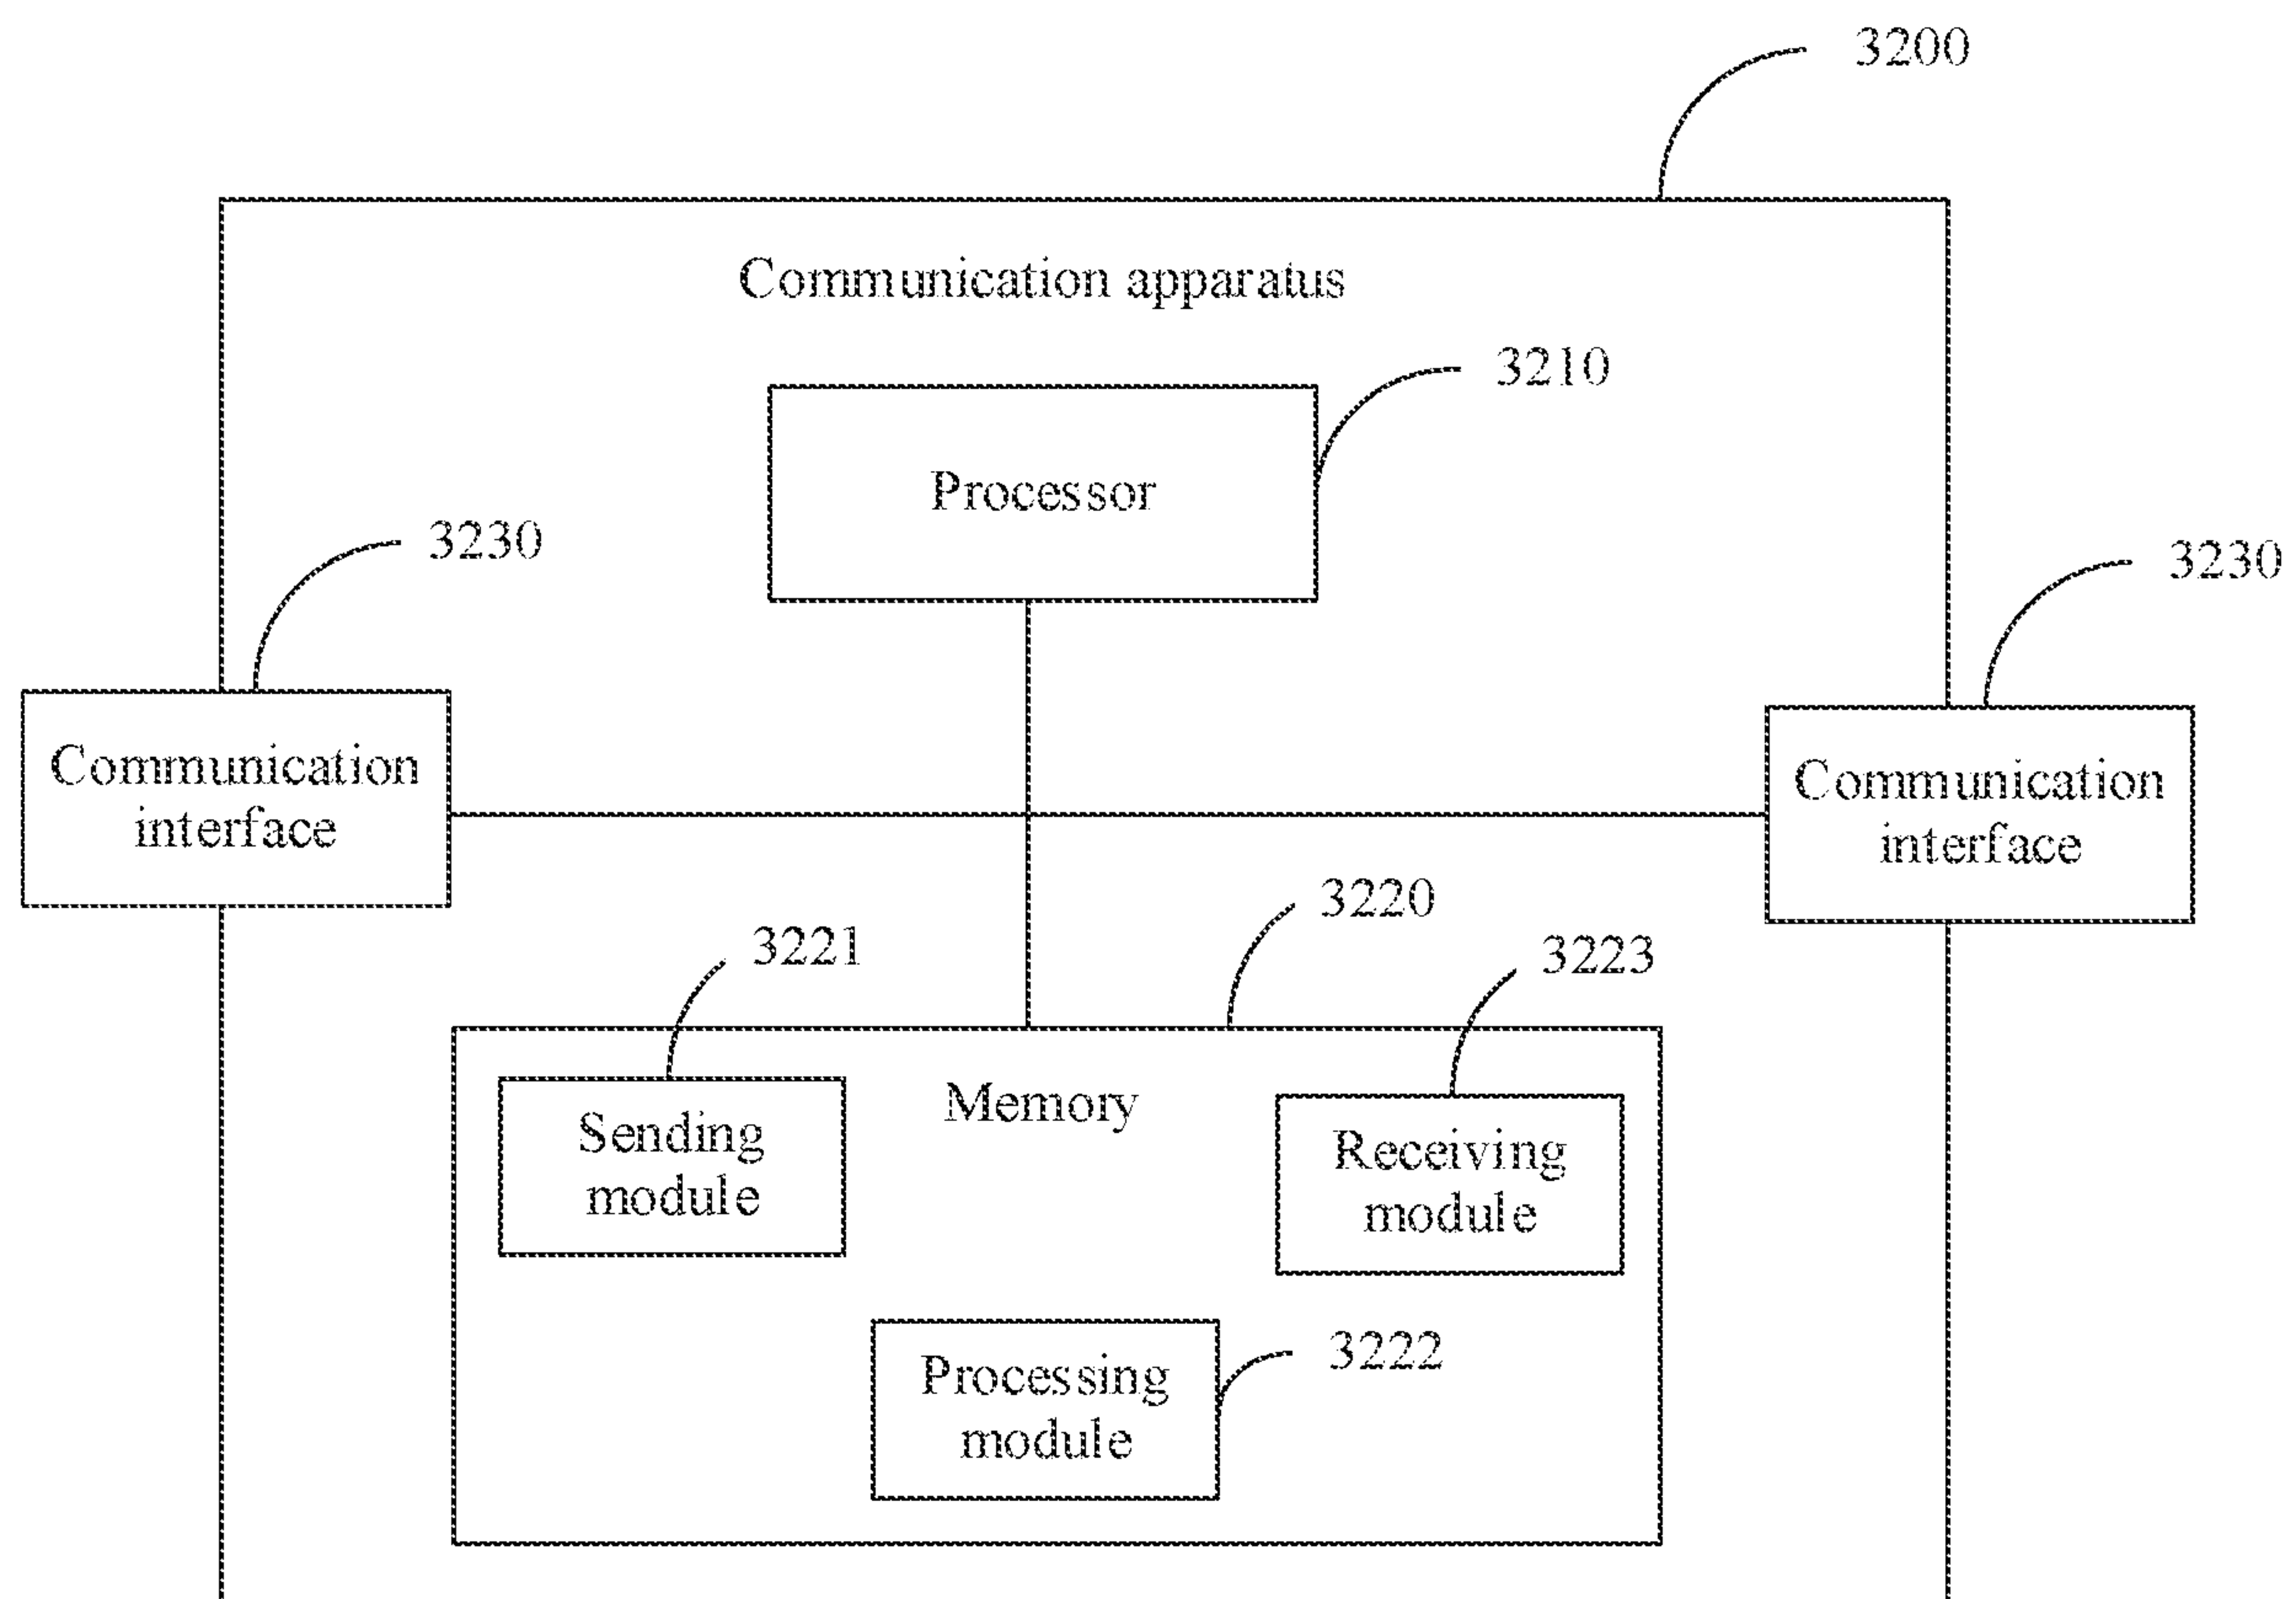 3200
Communication apparatus
3210
Processor
3230
3230
Communication
interface
Communication
interface
3220
3221
3223
Memory
Sending
module
Receiving
module
Processing
module
3222